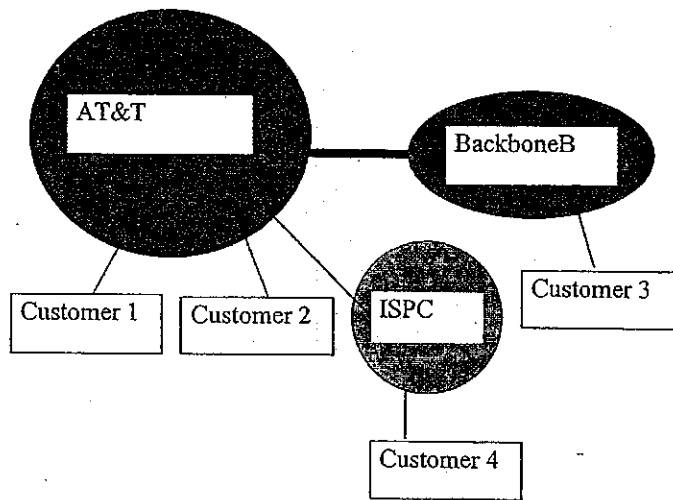 AT&T
BackboneB
Customer 1
Customer 2
ISPC
Customer 3
Customer 4